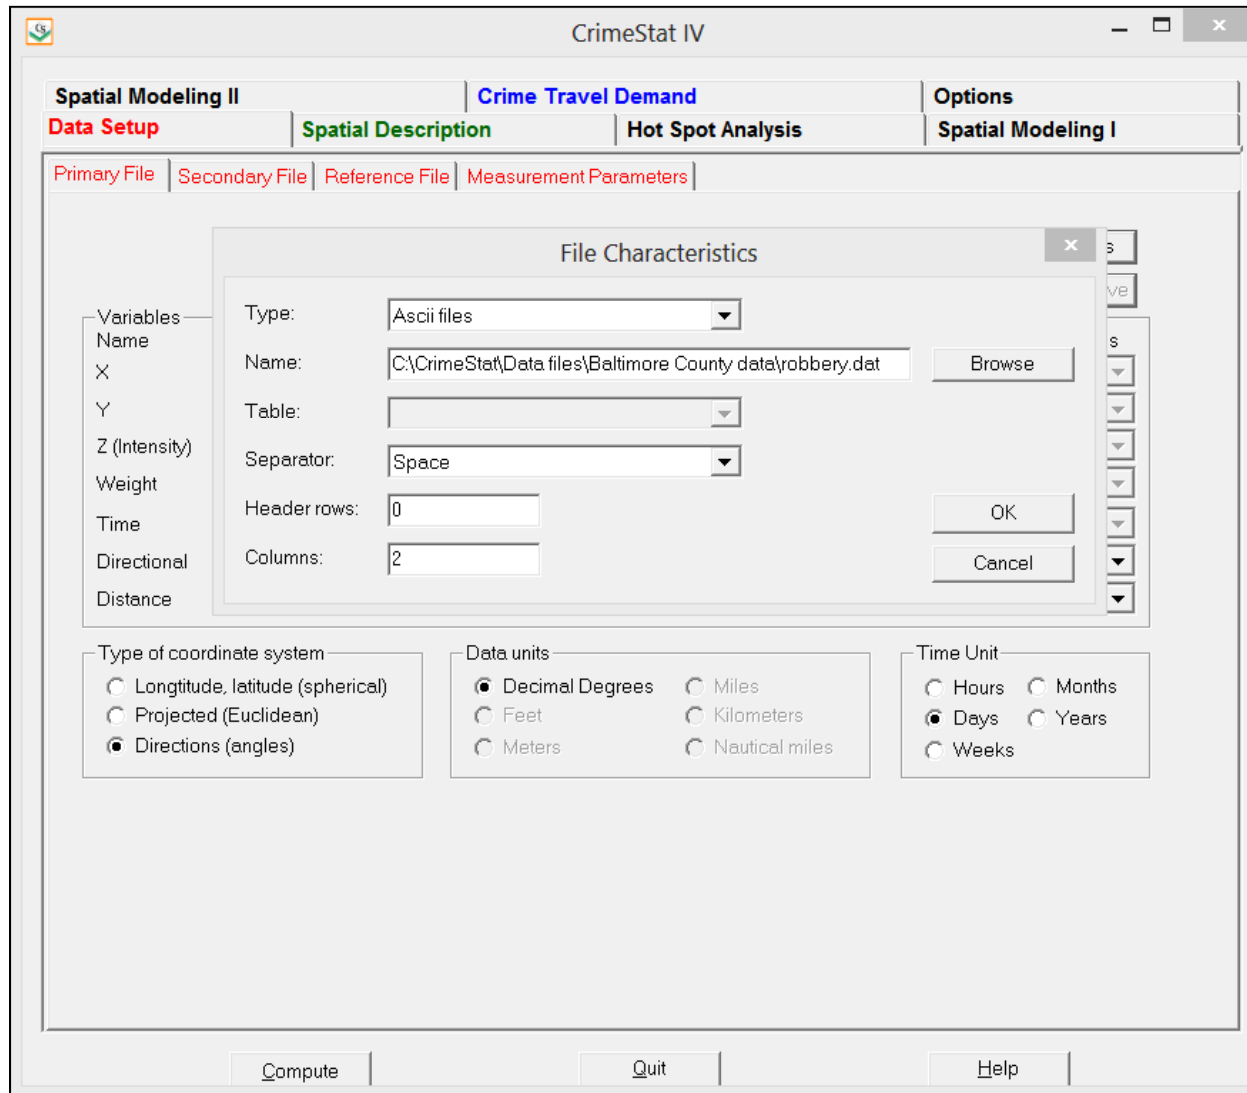 CS
CrimeStat IV
Spatial Modeling II Crime Travel Demand Options
Data Setup Spatial Description Hot Spot Analysis Spatial Modeling I
Primary File Secondary File Reference File Measurement Parameters
File Characteristics
s
ve
Variables
Name
s
X
Y
Z (Intensity)
Weight
Time
Directional
Distance
Type: Ascii files
Name: C:\CrimeStat\Data files\Baltimore County data\robbery.dat Browse
Table:
Separator: Space
Header rows: 0 OK
Columns: 2 Cancel
Type of coordinate system
Longtitude, latitude (spherical)
Projected (Euclidean)
Directions (angles)
Data units
Decimal Degrees Miles
Feet Kilometers
Meters Nautical miles
Time Unit
Hours Months
Days Years
Weeks
Compute Quit Help